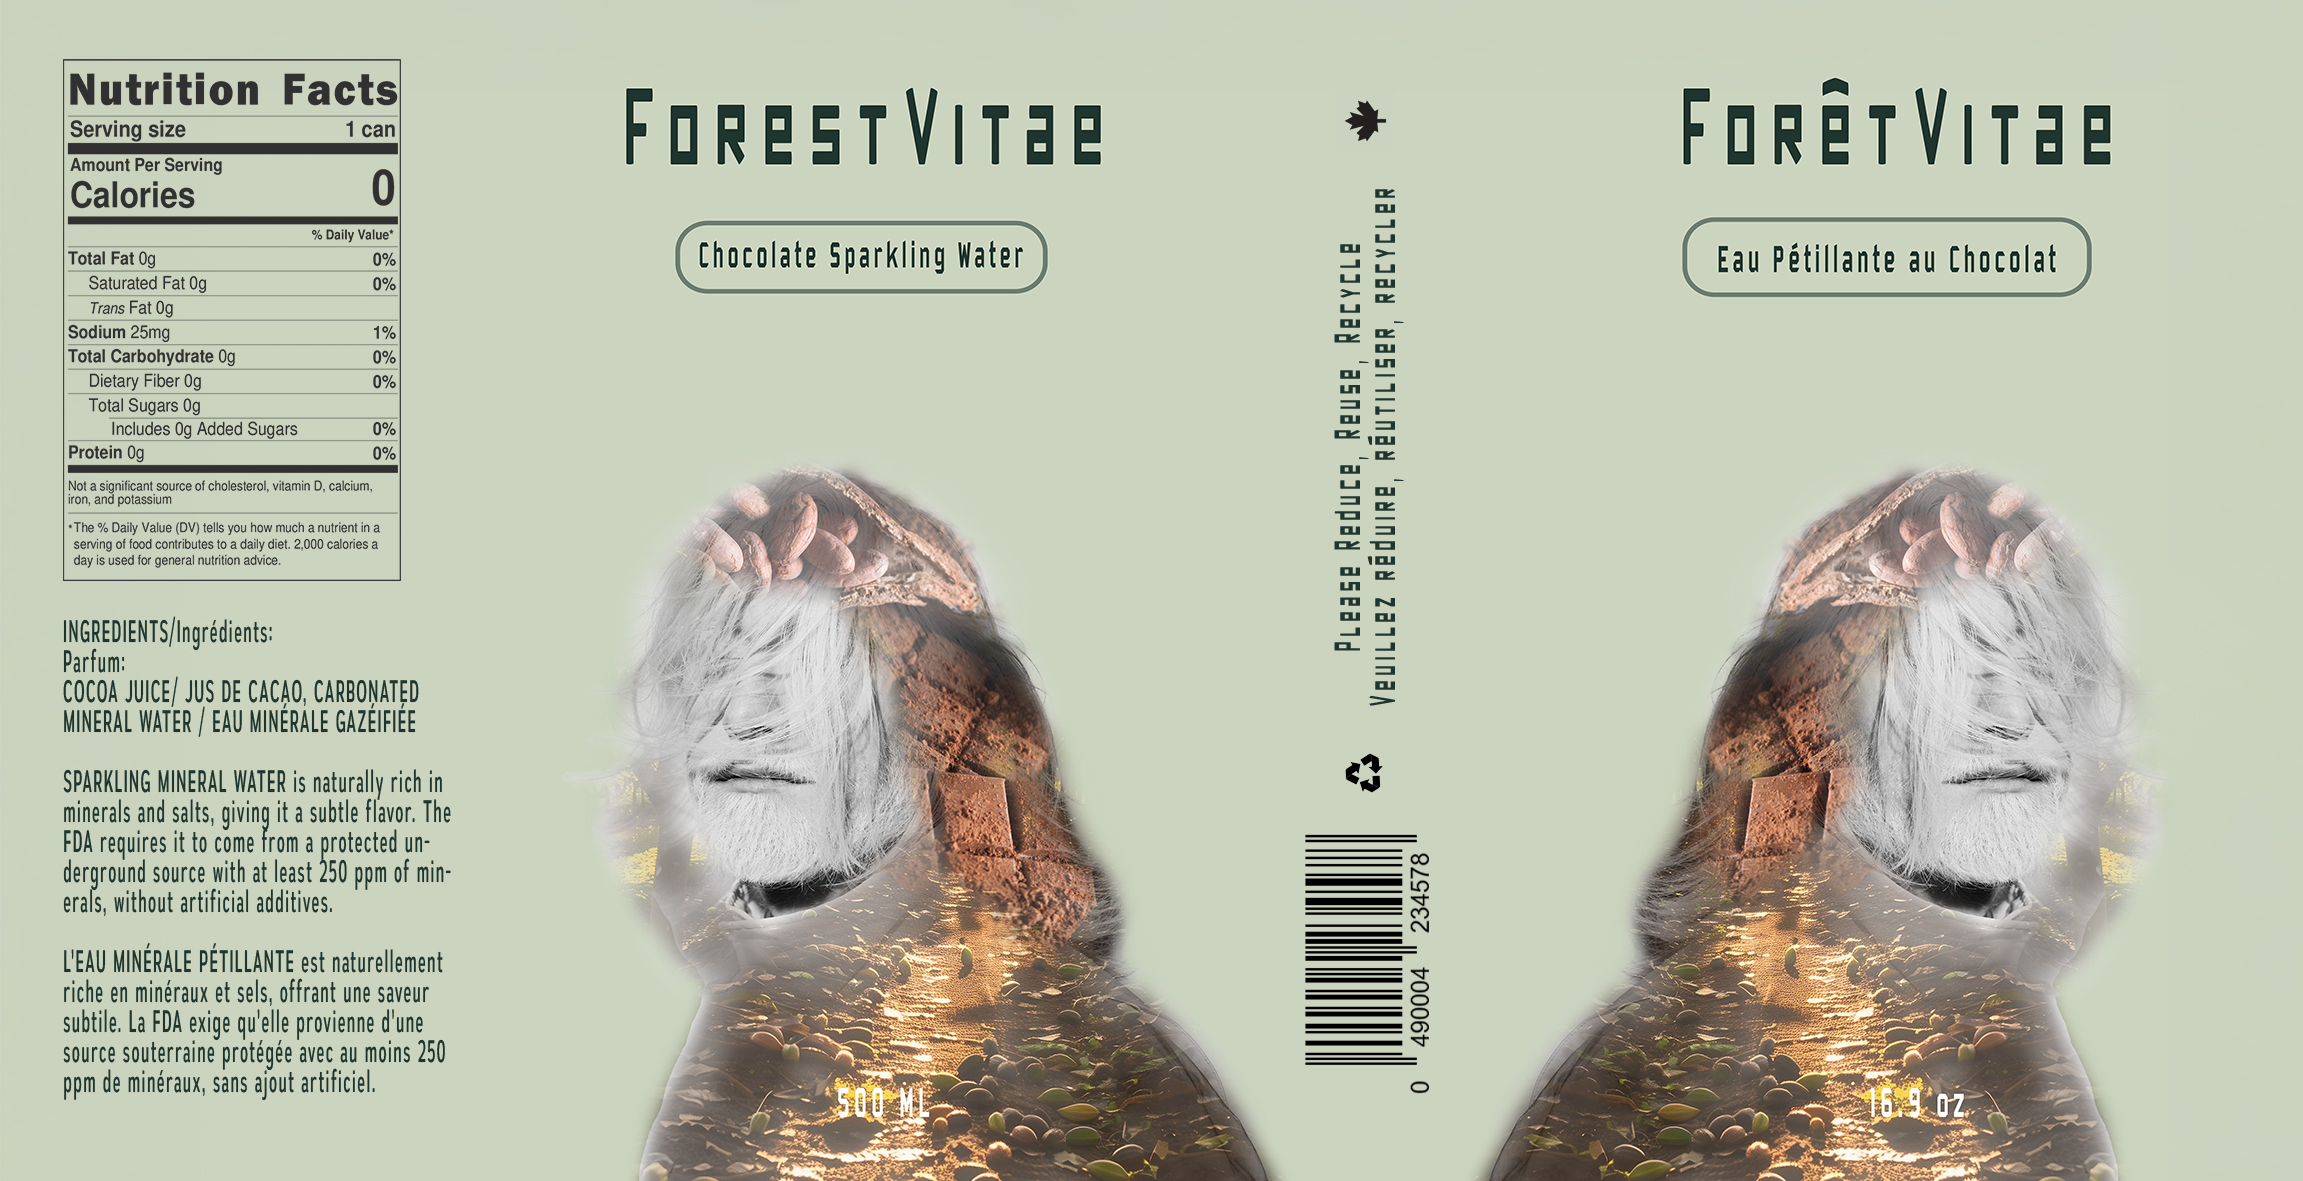 Nutrition Facts
Serving size 1 can
Amount Per Serving
Calories 0
% Daily Value*
Total Fat 0g 0%
Saturated Fat 0g 0%
Trans Fat 0g
Sodium 25mg 1%
Total Carbohydrate 0g 0%
Dietary Fiber 0g 0%
Total Sugars 0g
Includes 0g Added Sugars 0%
Protein 0g 0%
Not a significant source of cholesterol, vitamin D, calcium,
iron, and potassium
*The % Daily Value (DV) tells you how much a nutrient in a
serving of food contributes to a daily diet. 2,000 calories a
day is used for general nutrition advice.
INGREDIENTS/Ingrédients:
Parfum:
COCOA JUICE/ JUS DE CACAO, CARBONATED
MINERAL WATER / EAU MINÉRALE GAZÉIFIÉE
SPARKLING MINERAL WATER is naturally rich in
minerals and salts, giving it a subtle flavor. The
FDA requires it to come from a protected un-
derground source with at least 250 ppm of min-
erals, without artificial additives.
L'EAU MINÉRALE PÉTILLANTE est naturellement
riche en minéraux et sels, offrant une saveur
subtile. La FDA exige qu'elle provienne d'une
source souterraine protégée avec au moins 250
ppm de minéraux, sans ajout artificiel.
ForestVitae
Chocolate Sparkling Water
500 ML
Please Reduce, Reuse, Recycle
Veuillez réduire, réutiliser, recycler
0 490004 234578
ForêtVitae
Eau Pétillante au Chocolat
16.9 oz